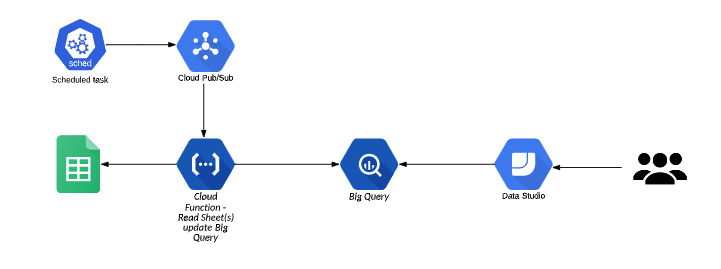 sched
Scheduled task
Cloud Pub/Sub
Cloud
Function -
Read Sheet(s)
update Big
Query
Big Query
Data Studio